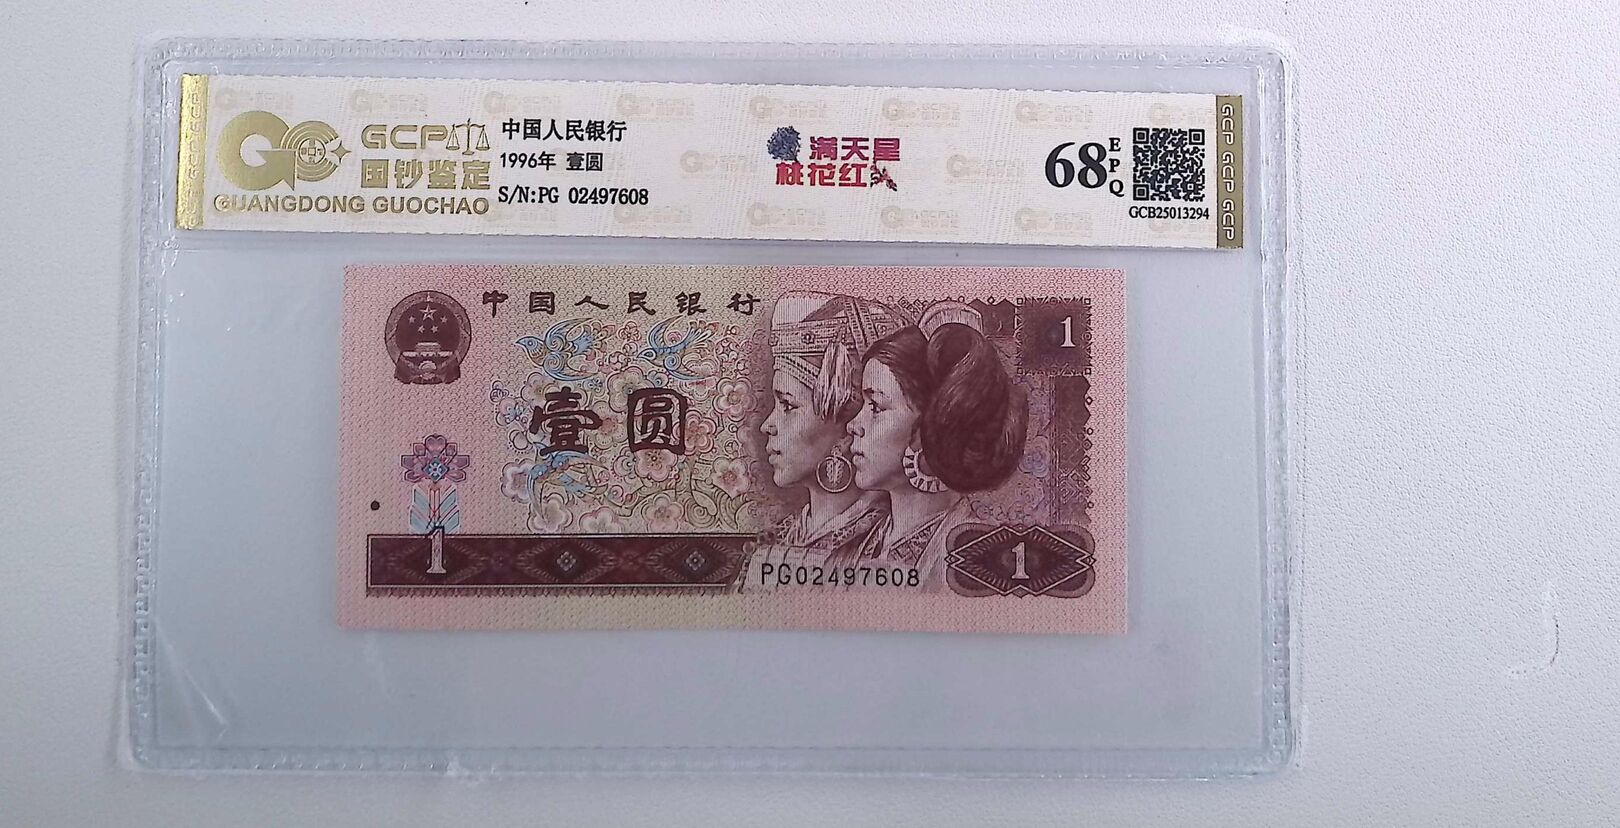 GCP
国钞鉴定
GUANGDONG GUOCHAO
中国人民银行
1996年 壹圆
S/N:PG 02497608
满天星
桃花红
68 EPQ
GCB25013294
GCP GCP GCP
中国人民银行
1
壹圆
1
PG02497608
1